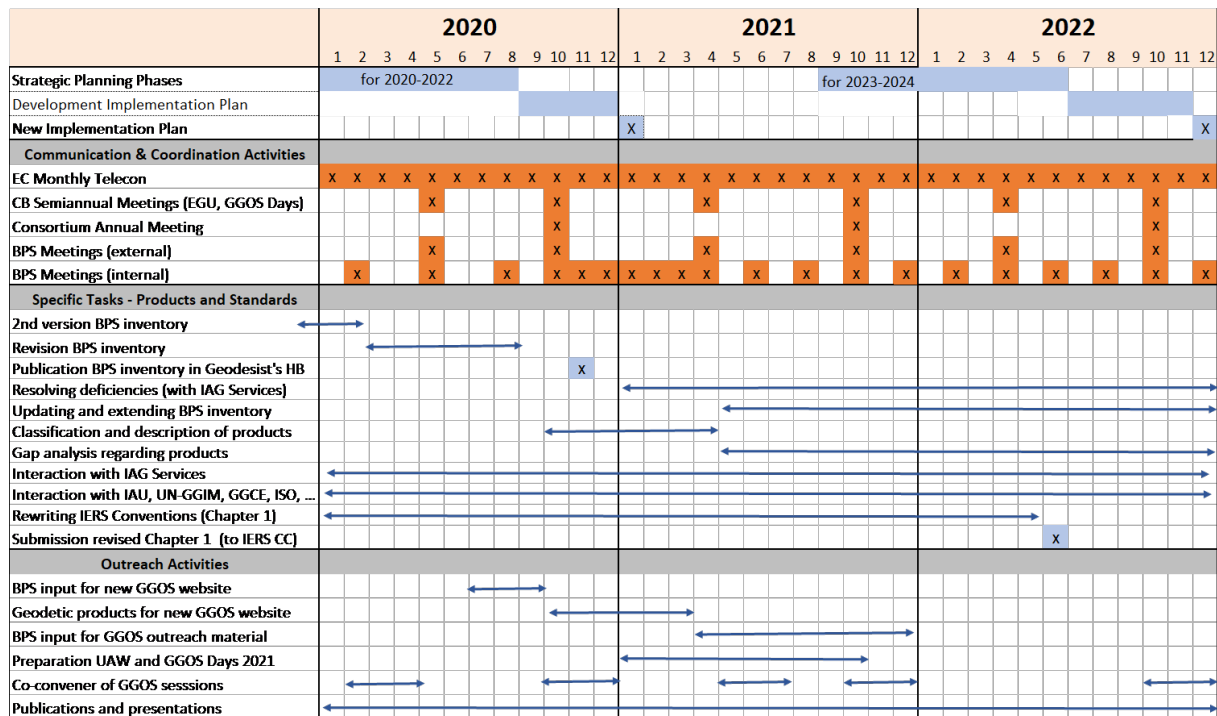 2020 2021 2022
1 2 3 4 5 6 7 8 9 10 11 12 1 2 3 4 5 6 7 8 9 10 11 12 1 2 3 4 5 6 7 8 9 10 11 12
Strategic Planning Phases for 2020-2022 for 2023-2024
Development Implementation Plan
New Implementation Plan X X
Communication & Coordination Activities
EC Monthly Telecon X X X X X X X X X X X X X X X X X X X X X X X X X X X X X X X X X X X X
CB Semiannual Meetings (EGU, GGOS Days) X X X X X X
Consortium Annual Meeting X X X
BPS Meetings (external) X X X X X X
BPS Meetings (internal) X X X X X X X X X X X X X X X X X X X X
Specific Tasks - Products and Standards
2nd version BPS inventory
Revision BPS inventory
Publication BPS inventory in Geodesist's HB X
Resolving deficiencies (with IAG Services)
Updating and extending BPS inventory
Classification and description of products
Gap analysis regarding products
Interaction with IAG Services
Interaction with IAU, UN-GGIM, GGCE, ISO, ...
Rewriting IERS Conventions (Chapter 1)
Submission revised Chapter 1 (to IERS CC) X
Outreach Activities
BPS input for new GGOS website
Geodetic products for new GGOS website
BPS input for GGOS outreach material
Preparation UAW and GGOS Days 2021
Co-convener of GGOS sesssions
Publications and presentations